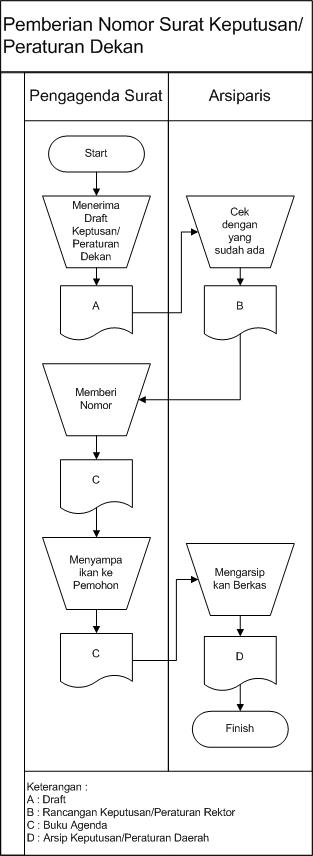 Pemberian Nomor Surat Keputusan/
Peraturan Dekan
Pengagenda Surat
Arsiparis
Start
Menerima
Draft
Keptusan/
Peraturan
Dekan
Cek
dengan
yang
sudah ada
A
B
Memberi
Nomor
C
Menyampa
ikan ke
Pemohon
Mengarsip
kan Berkas
C
D
Finish
Keterangan :
A : Draft
B : Rancangan Keputusan/Peraturan Rektor
C : Buku Agenda
D : Arsip Keputusan/Peraturan Daerah